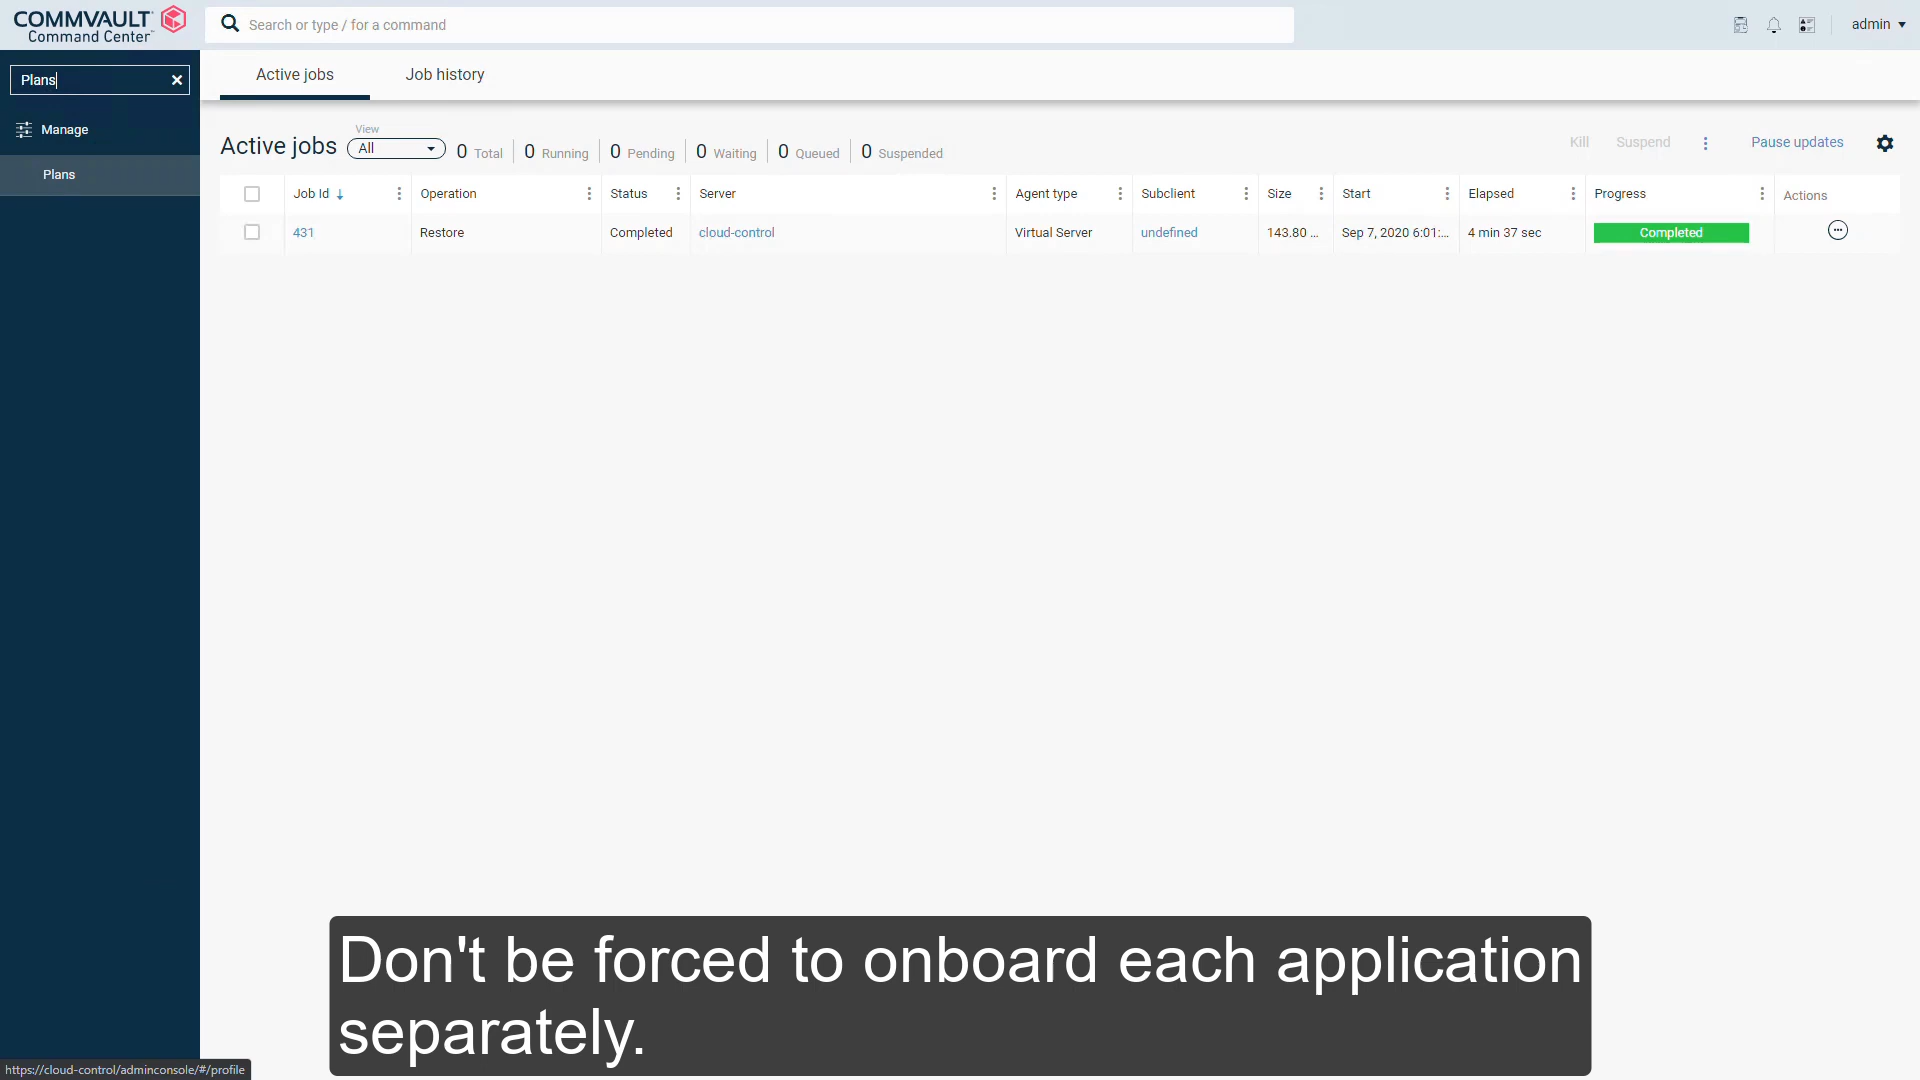 COMMVAULT
Command Center™
Search or type / for a command
admin
Plans
Manage
Plans
Active jobs
Job history
Active jobs
View
All
0 Total
0 Running
0 Pending
0 Waiting
0 Queued
0 Suspended
Kill
Suspend
Pause updates
Job Id
Operation
Status
Server
Agent type
Subclient
Size
Start
Elapsed
Progress
Actions
431
Restore
Completed
cloud-control
Virtual Server
undefined
143.80 ...
Sep 7, 2020 6:01:...
4 min 37 sec
Completed
Don't be forced to onboard each application
separately.
https://cloud-control/adminconsole/#/profile